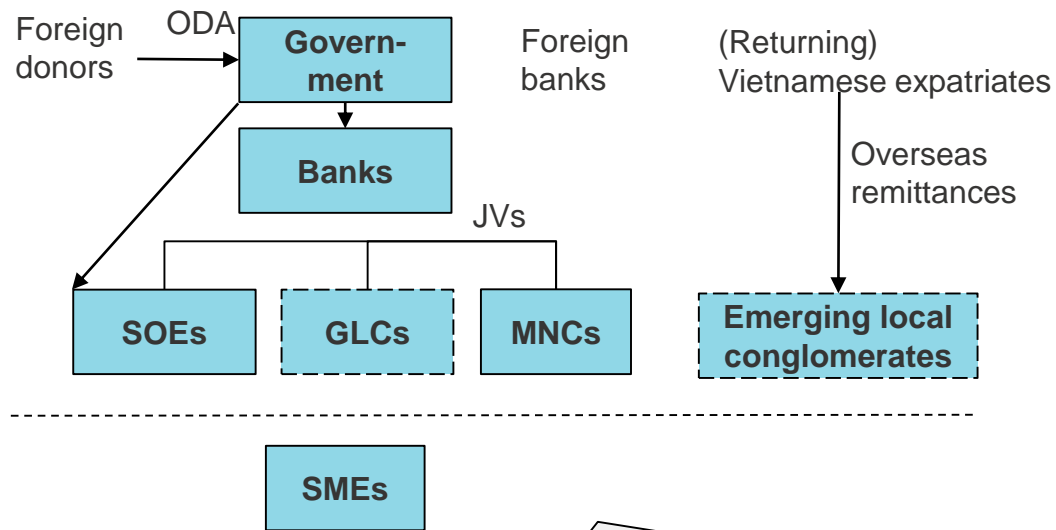 Foreign
donors
ODA
Govern-
ment
Foreign
banks
(Returning)
Vietnamese expatriates
Banks
Overseas
remittances
JVs
SOEs
GLCs
MNCs
Emerging local
conglomerates
SMEs